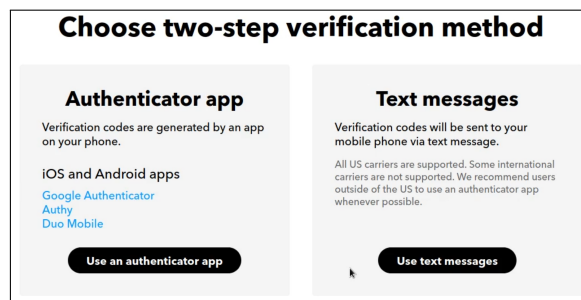 Choose two-step verification method
Authenticator app
Verification codes are generated by an app
on your phone.
iOS and Android apps
Google Authenticator
Authy
Duo Mobile
Use an authenticator app
Text messages
Verification codes will be sent to your
mobile phone via text message.
All US carriers are supported. Some international
carriers are not supported. We recommend users
outside of the US to use an authenticator app
whenever possible.
Use text messages